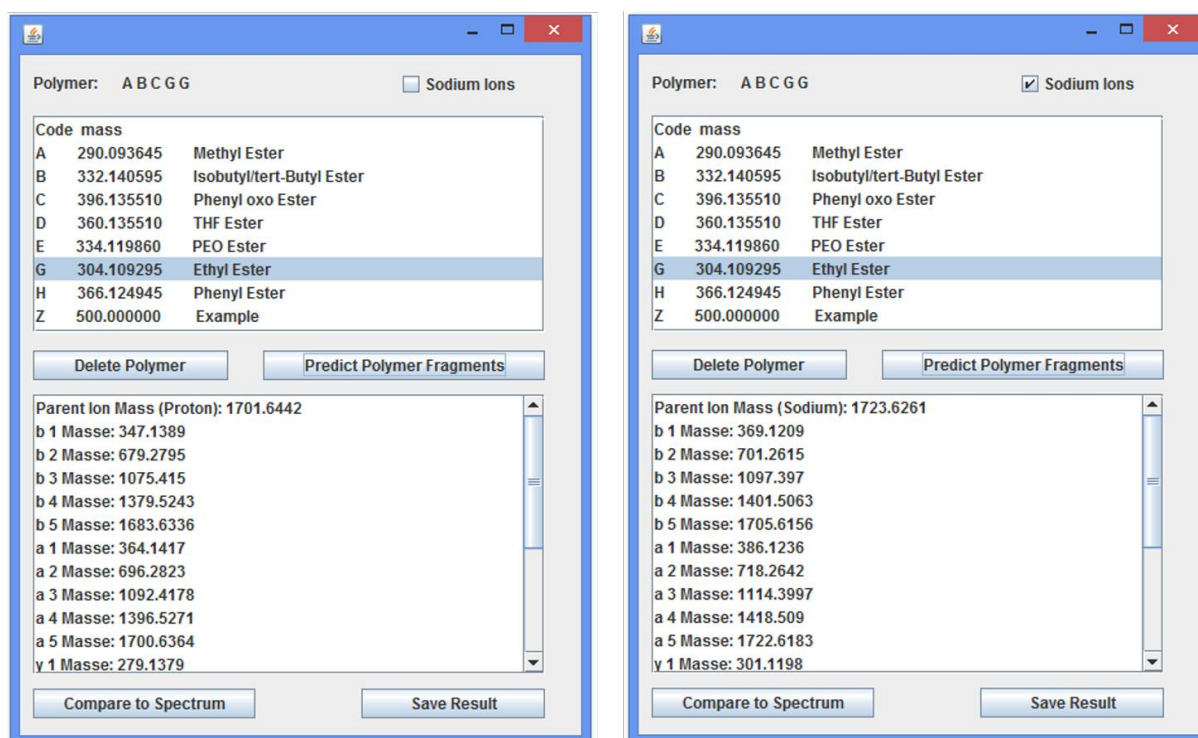 Polymer: A B C G G
Sodium Ions
Code mass
A 290.093645 Methyl Ester
B 332.140595 Isobutyl/tert-Butyl Ester
C 396.135510 Phenyl oxo Ester
D 360.135510 THF Ester
E 334.119860 PEO Ester
G 304.109295 Ethyl Ester
H 366.124945 Phenyl Ester
Z 500.000000 Example
Delete Polymer
Predict Polymer Fragments
Parent Ion Mass (Proton): 1701.6442
b 1 Masse: 347.1389
b 2 Masse: 679.2795
b 3 Masse: 1075.415
b 4 Masse: 1379.5243
b 5 Masse: 1683.6336
a 1 Masse: 364.1417
a 2 Masse: 696.2823
a 3 Masse: 1092.4178
a 4 Masse: 1396.5271
a 5 Masse: 1700.6364
y 1 Masse: 279.1379
Compare to Spectrum
Save Result
Polymer: A B C G G
Sodium Ions
Code mass
A 290.093645 Methyl Ester
B 332.140595 Isobutyl/tert-Butyl Ester
C 396.135510 Phenyl oxo Ester
D 360.135510 THF Ester
E 334.119860 PEO Ester
G 304.109295 Ethyl Ester
H 366.124945 Phenyl Ester
Z 500.000000 Example
Delete Polymer
Predict Polymer Fragments
Parent Ion Mass (Sodium): 1723.6261
b 1 Masse: 369.1209
b 2 Masse: 701.2615
b 3 Masse: 1097.397
b 4 Masse: 1401.5063
b 5 Masse: 1705.6156
a 1 Masse: 386.1236
a 2 Masse: 718.2642
a 3 Masse: 1114.3997
a 4 Masse: 1418.509
a 5 Masse: 1722.6183
y 1 Masse: 301.1198
Compare to Spectrum
Save Result